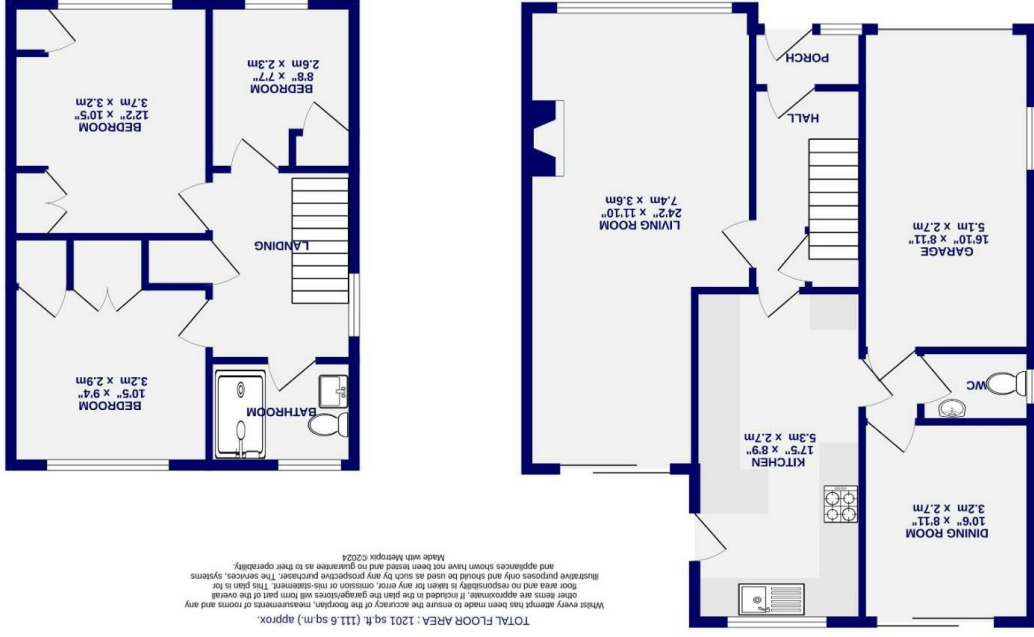 DINING ROOM
10'6" x 8'11"
3.2m x 2.7m
KITCHEN
17'5" x 8'9"
5.3m x 2.7m
WC
GARAGE
16'10" x 8'11"
5.1m x 2.7m
LIVING ROOM
24'2" x 11'10"
7.4m x 3.6m
HALL
PORCH
BATHROOM
BEDROOM
10'5" x 9'4"
3.2m x 2.9m
LANDING
BEDROOM
12'2" x 10'5"
3.7m x 3.2m
BEDROOM
8'8" x 7'7"
2.6m x 2.3m
TOTAL FLOOR AREA : 1201 sq.ft. (111.6 sq.m.) approx.
Whilst every attempt has been made to ensure the accuracy of the floorplan, measurements of rooms and any
other items are approximate. If included in the plan the garage/stores will form part of the overall
floor area and no responsibility is taken for any error, omission or mis-statement. This plan is for
illustrative purposes only and should be used as such by any prospective purchaser. The services, systems
and appliances shown have not been tested and no guarantee as to their operability.
Made with Metropix ©2024